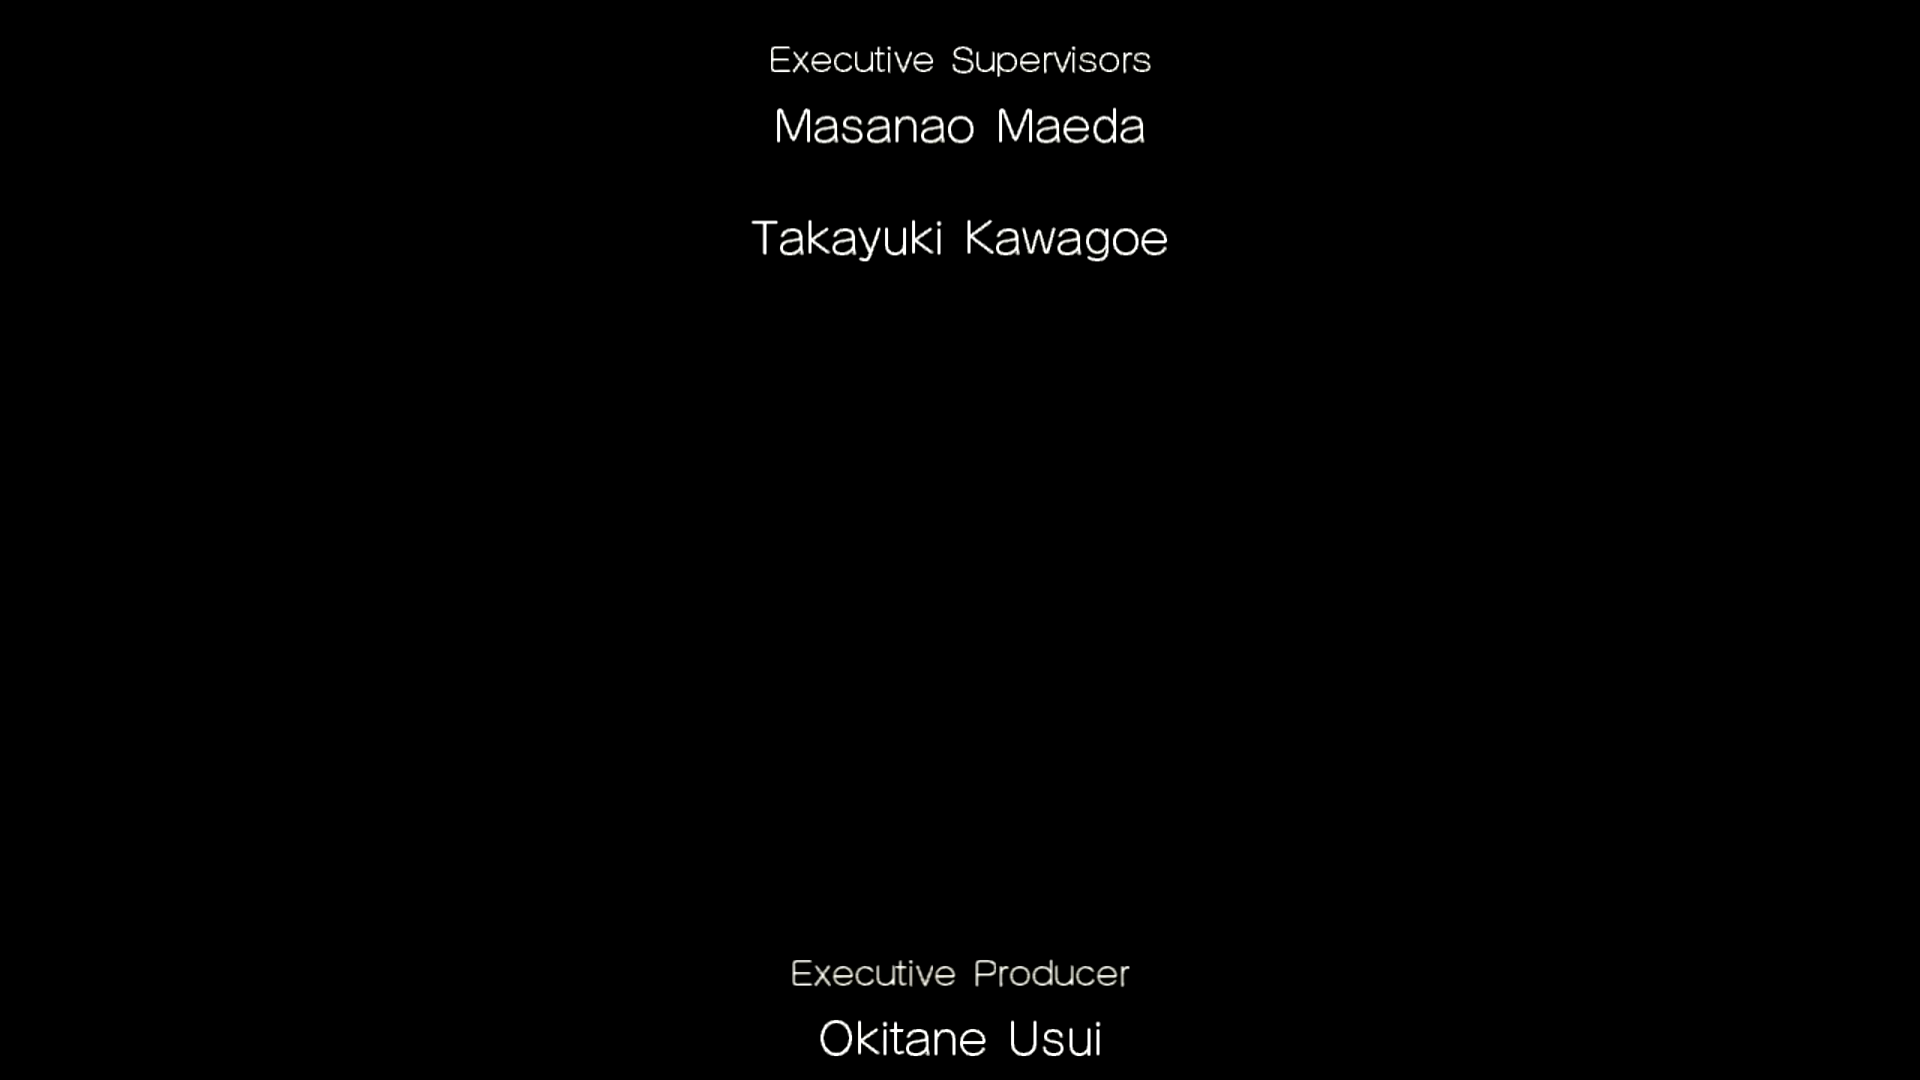 Executive Supervisors
Masanao Maeda
Takayuki Kawagoe
Executive Producer
Okitane Usui